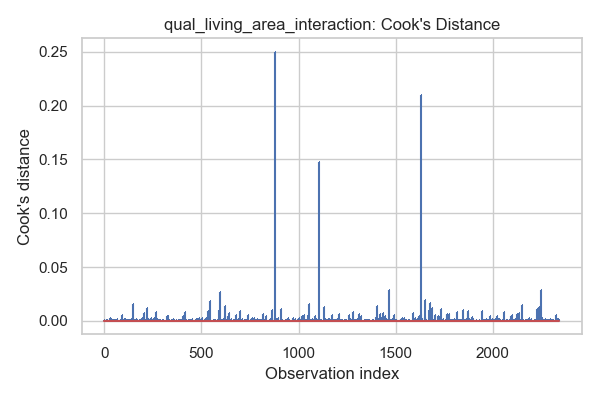 qual_living_area_interaction: Cook's Distance
0.25
0.20
0.15
0.10
0.05
0.00
Cook's distance
0 500 1000 1500 2000
Observation index